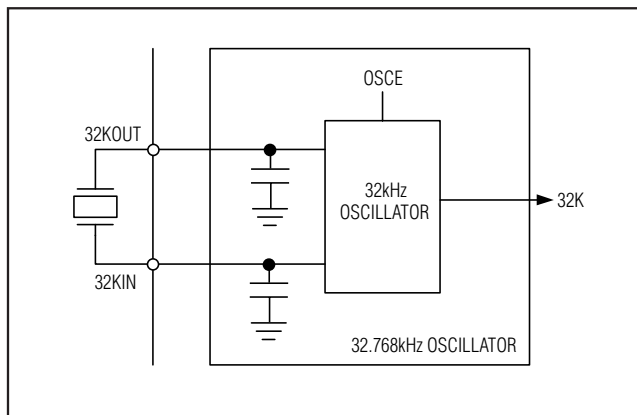 OSCE
32KOUT
32kHz
OSCILLATOR
32K
32KIN
32.768kHz OSCILLATOR